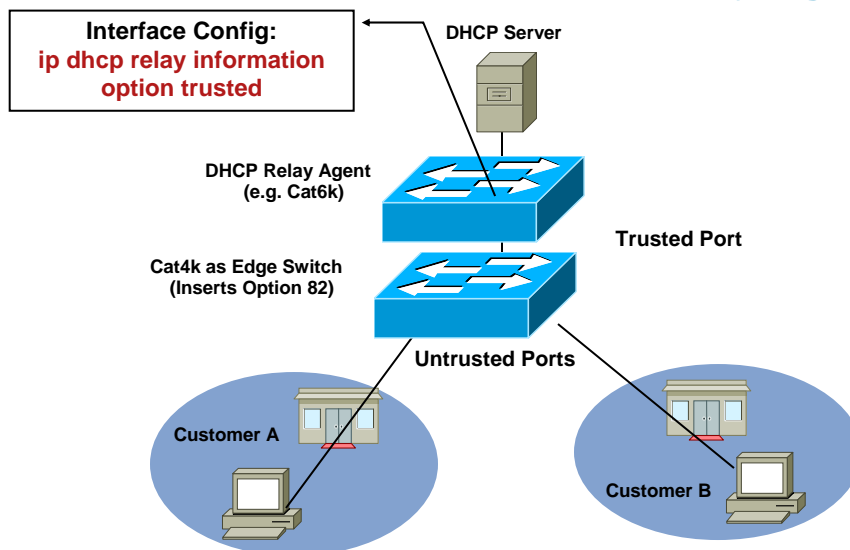 Interface Config:
ip dhcp relay information
option trusted
DHCP Server
DHCP Relay Agent
(e.g. Cat6k)
Trusted Port
Cat4k as Edge Switch
(Inserts Option 82)
Untrusted Ports
Customer A
Customer B